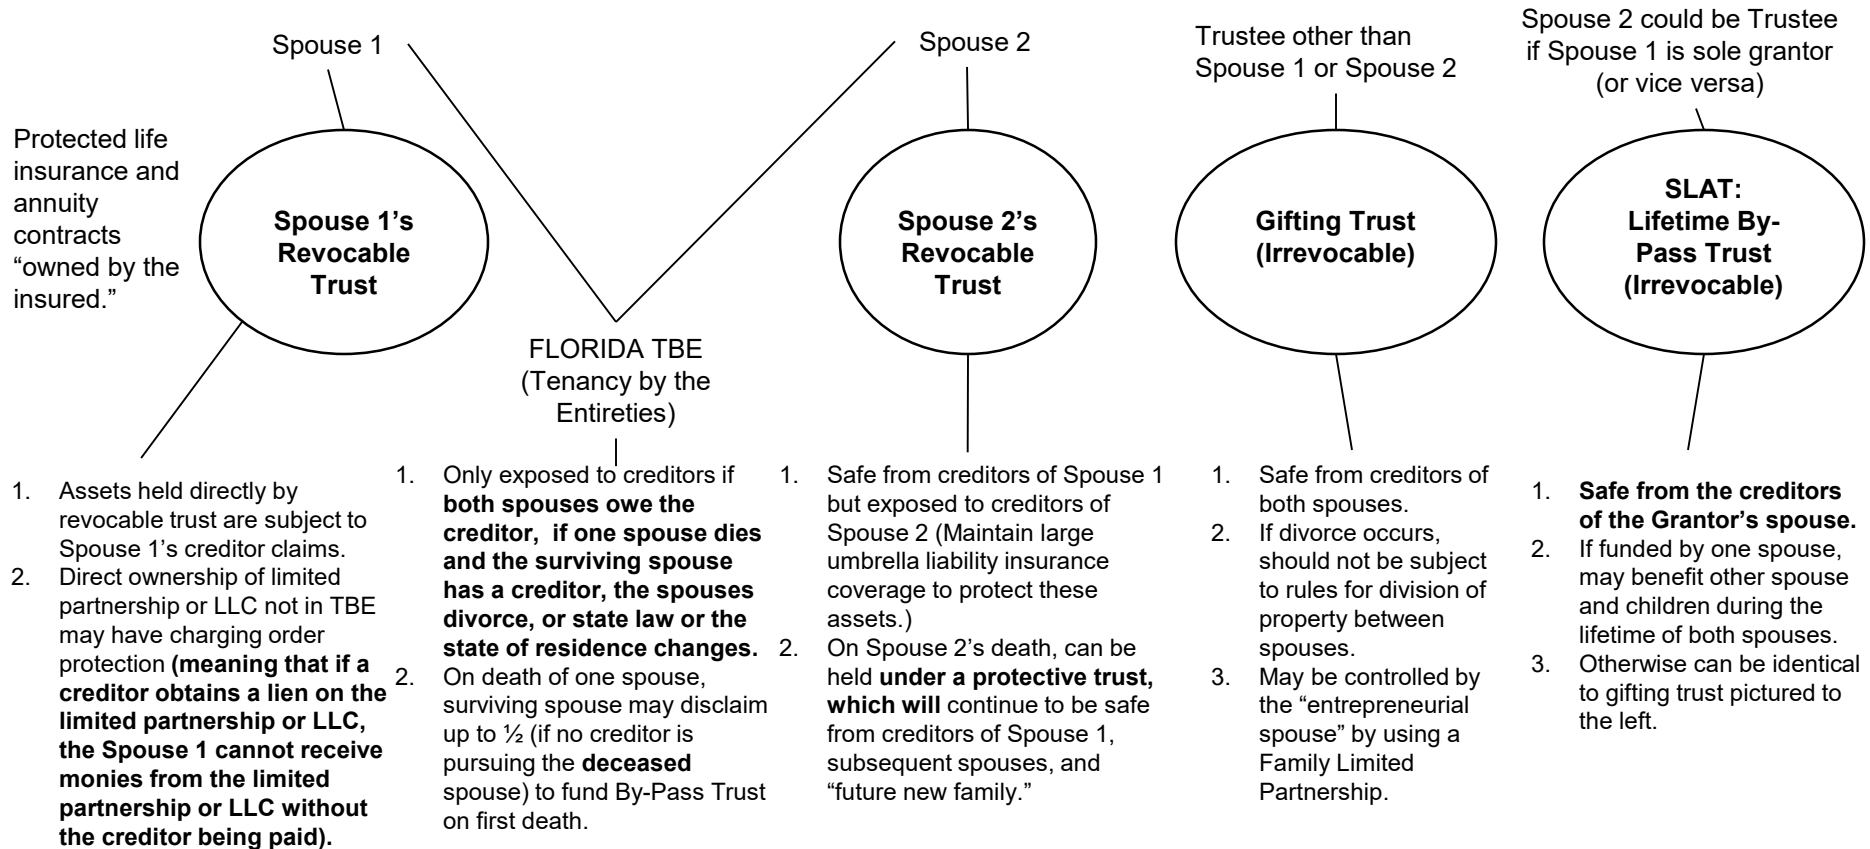 Spouse 1
Spouse 2
Trustee other than
Spouse 1 or Spouse 2
Spouse 2 could be Trustee
if Spouse 1 is sole grantor
(or vice versa)
Protected life
insurance and
annuity
contracts
“owned by the
insured.”
Spouse 1’s
Revocable
Trust
Spouse 2’s
Revocable
Trust
Gifting Trust
(Irrevocable)
SLAT:
Lifetime By-
Pass Trust
(Irrevocable)
FLORIDA TBE
(Tenancy by the
Entireties)
1. Assets held directly by
revocable trust are subject to
Spouse 1’s creditor claims.
2. Direct ownership of limited
partnership or LLC not in TBE
may have charging order
protection (meaning that if a
creditor obtains a lien on the
limited partnership or LLC,
the Spouse 1 cannot receive
monies from the limited
partnership or LLC without
the creditor being paid).
1. Only exposed to creditors if
both spouses owe the
creditor, if one spouse dies
and the surviving spouse
has a creditor, the spouses
divorce, or state law or the
state of residence changes.
2. On death of one spouse,
surviving spouse may disclaim
up to ½ (if no creditor is
pursuing the deceased
spouse) to fund By-Pass Trust
on first death.
1. Safe from creditors of Spouse 1
but exposed to creditors of
Spouse 2 (Maintain large
umbrella liability insurance
coverage to protect these
assets.)
2. On Spouse 2’s death, can be
held under a protective trust,
which will continue to be safe
from creditors of Spouse 1,
subsequent spouses, and
“future new family.”
1. Safe from creditors of
both spouses.
2. If divorce occurs,
should not be subject
to rules for division of
property between
spouses.
3. May be controlled by
the “entrepreneurial
spouse” by using a
Family Limited
Partnership.
1. Safe from the creditors
of the Grantor’s spouse.
2. If funded by one spouse,
may benefit other spouse
and children during the
lifetime of both spouses.
3. Otherwise can be identical
to gifting trust pictured to
the left.